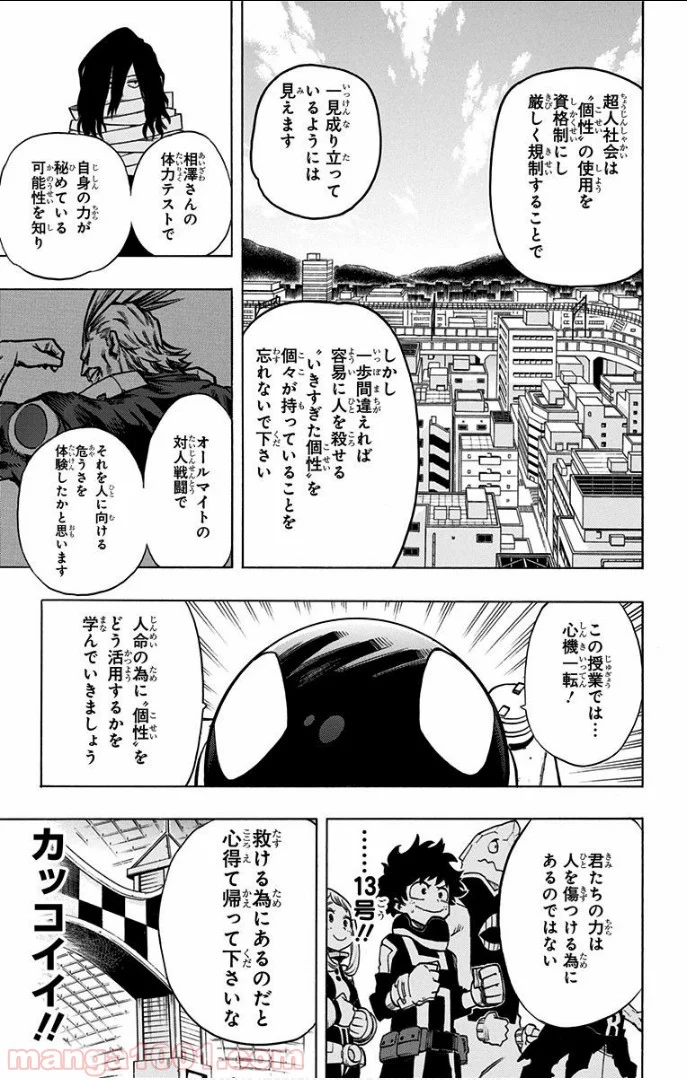 超人社会は
〝個性〟の使用を
資格制にし
厳しく規制することで
一見成り立って
いるようには
見えます
しかし
一歩間違えれば
容易に人を殺せる
〝いきすぎた個性〟を
個々が持っていることを
忘れないで下さい
相澤さんの
体力テストで
自身の力が
秘めている
可能性を知り
オールマイトの
対人戦闘で
それを人に向ける
危うさを
体験したかと思います
この授業では…
心機一転！
人命の為に〝個性〟を
どう活用するかを
学んでいきましょう
君たちの力は
人を傷つける為に
あるのではない
……
13号!!
救ける為にあるのだと
心得て帰って下さいな
カッコイイ!!
manga1001.com